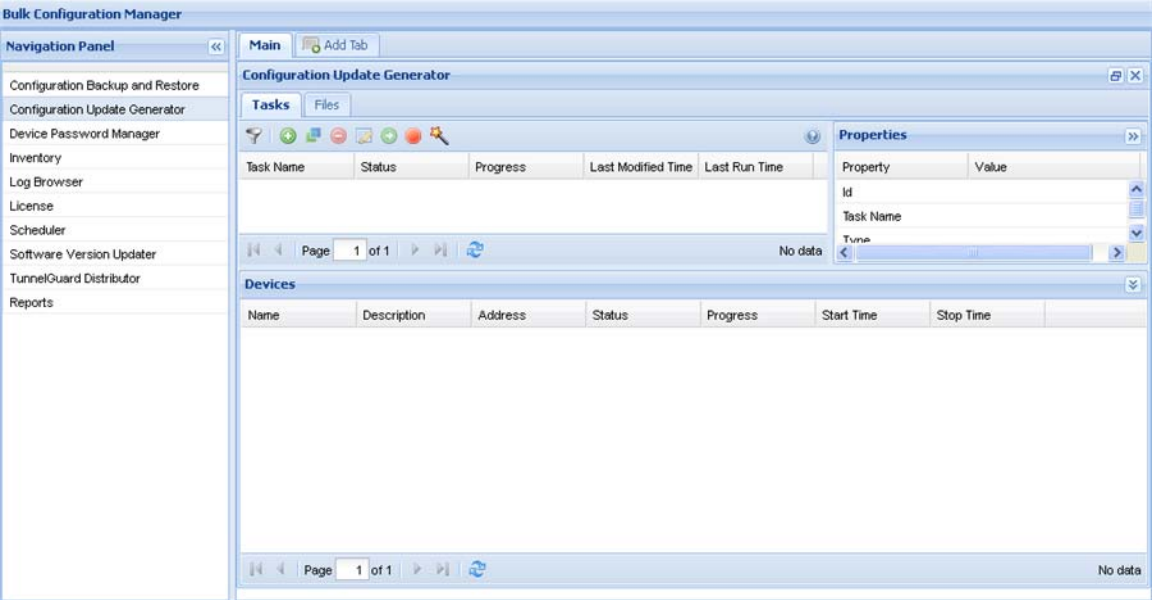 Bulk Configuration Manager
Navigation Panel
Configuration Backup and Restore
Configuration Update Generator
Device Password Manager
Inventory
Log Browser
License
Scheduler
Software Version Updater
TunnelGuard Distributor
Reports
Main Add Tab
Configuration Update Generator
Tasks Files
Task Name Status Progress Last Modified Time Last Run Time
Page 1 of 1 No data
Properties
Property Value
Id
Task Name
Type
Devices
Name Description Address Status Progress Start Time Stop Time
Page 1 of 1 No data